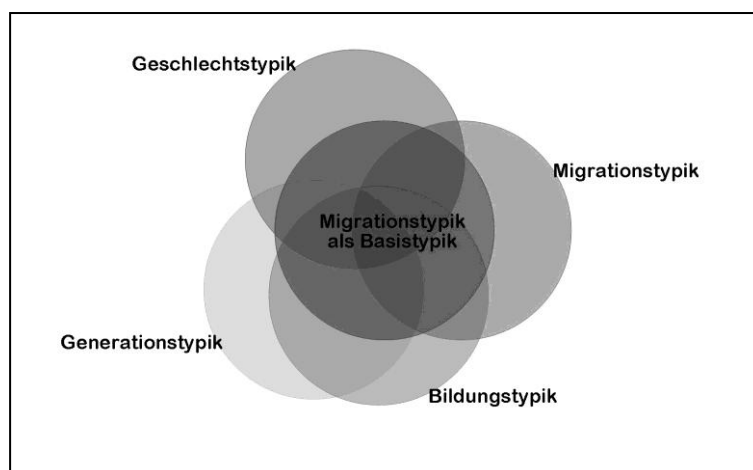 Geschlechtstypik
Migrationstypik
Migrationstypik
als Basistypik
Generationstypik
Bildungstypik